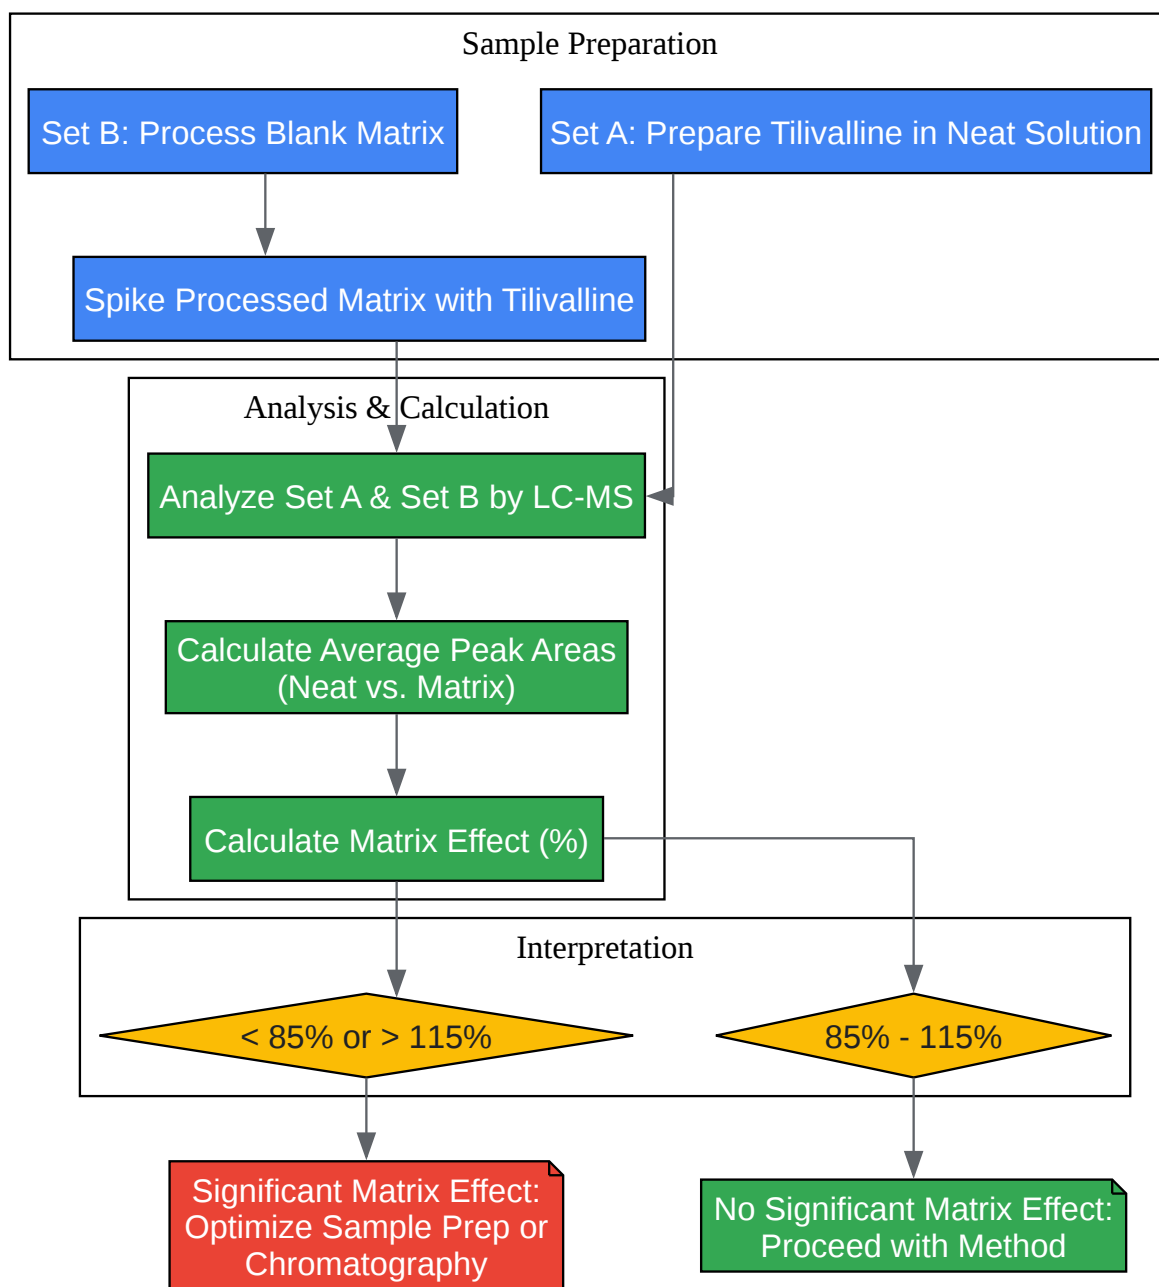 Sample Preparation
Set B: Process Blank Matrix
Set A: Prepare Tilivalline in Neat Solution
Spike Processed Matrix with Tilivalline
Analysis & Calculation
Analyze Set A & Set B by LC-MS
Calculate Average Peak Areas
(Neat vs. Matrix)
Calculate Matrix Effect (%)
Interpretation
< 85% or > 115%
85% - 115%
Significant Matrix Effect:
Optimize Sample Prep or
Chromatography
No Significant Matrix Effect:
Proceed with Method